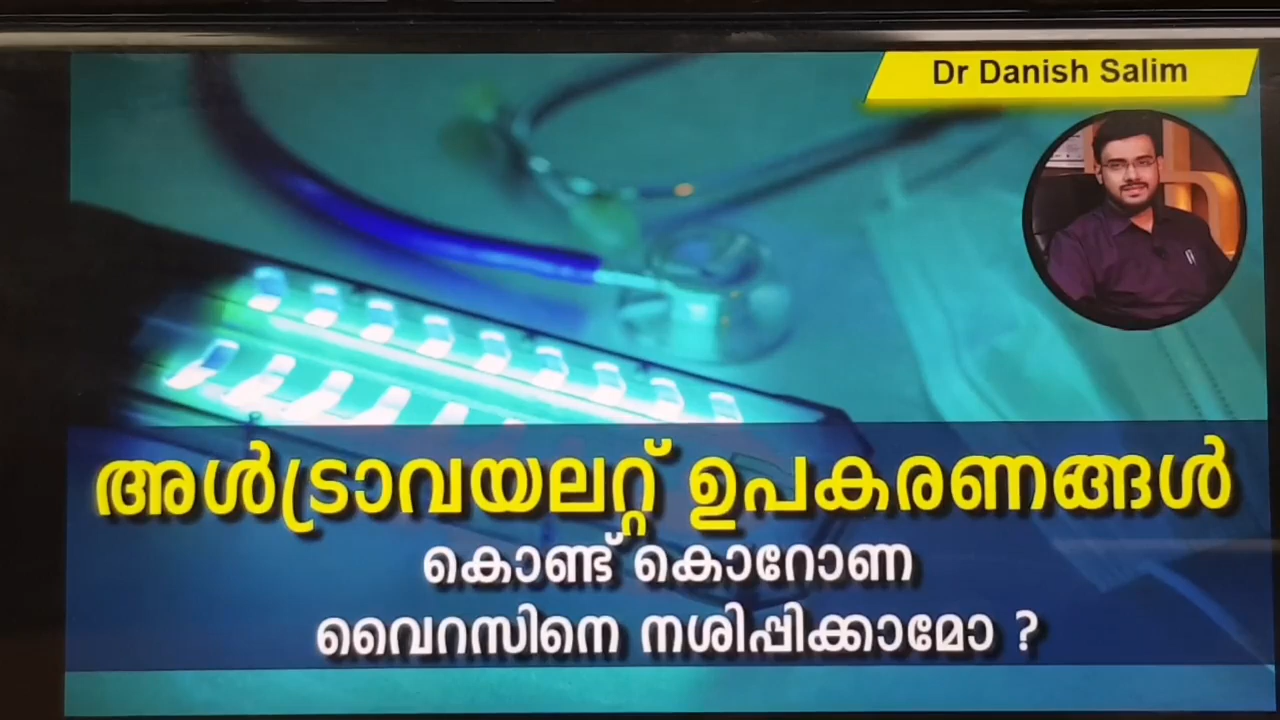 Dr Danish Salim
അൾട്രാവയലറ്റ് ഉപകരണങ്ങൾ
കൊണ്ട് കൊറോണ
വൈറസിനെ നശിപ്പിക്കാമോ ?